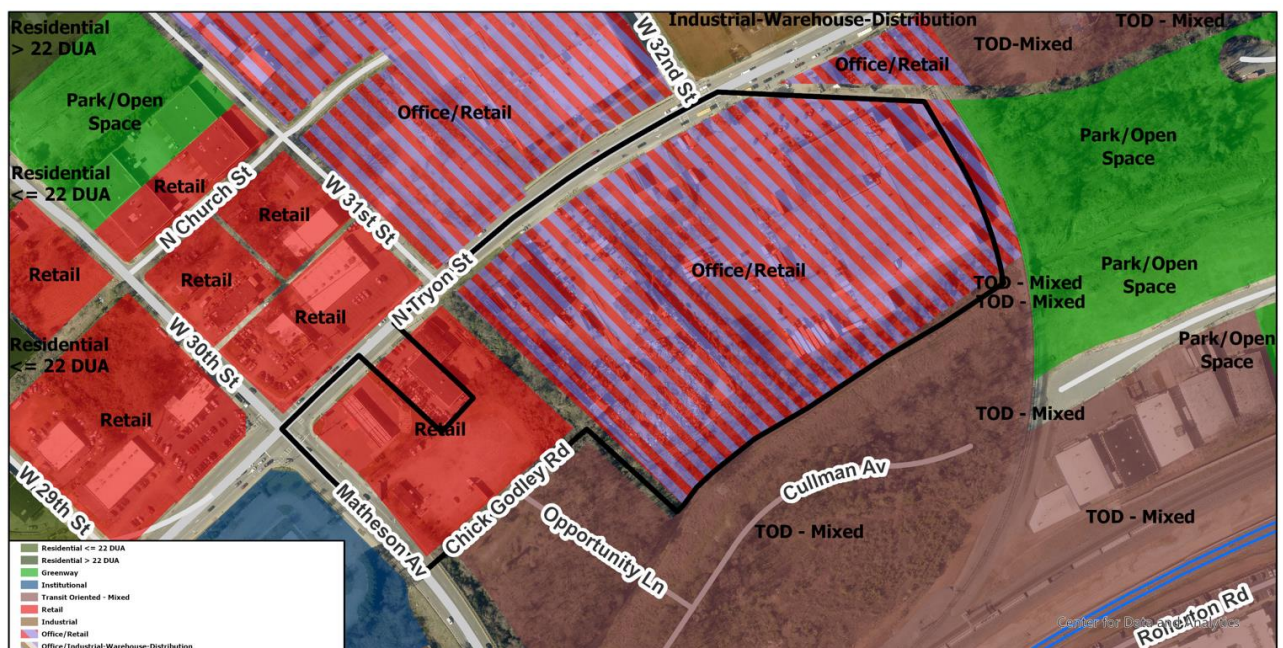 Residential
> 22 DUA
Industrial-Warehouse-Distribution
TOD - Mixed
TOD-Mixed
W 32nd St
Office/Retail
Park/Open
Space
Office/Retail
Park/Open
Space
Residential
<= 22 DUA
Retail
N Church St
Retail
W 31st St
Retail
Retail
N Tryon St
Office/Retail
Park/Open
Space
TOD - Mixed
TOD - Mixed
Retail
Residential
<= 22 DUA
W 30th St
Park/Open
Space
Retail
Retail
TOD - Mixed
W 29th St
Matheson Av
Chick Godley Rd
Cullman Av
Opportunity Ln
TOD - Mixed
TOD - Mixed
Rollerton Rd
Center for Data and Analytics
Residential <= 22 DUA
Residential > 22 DUA
Greenway
Institutional
Transit Oriented - Mixed
Retail
Industrial
Office/Retail
Office/Industrial-Warehouse-Distribution